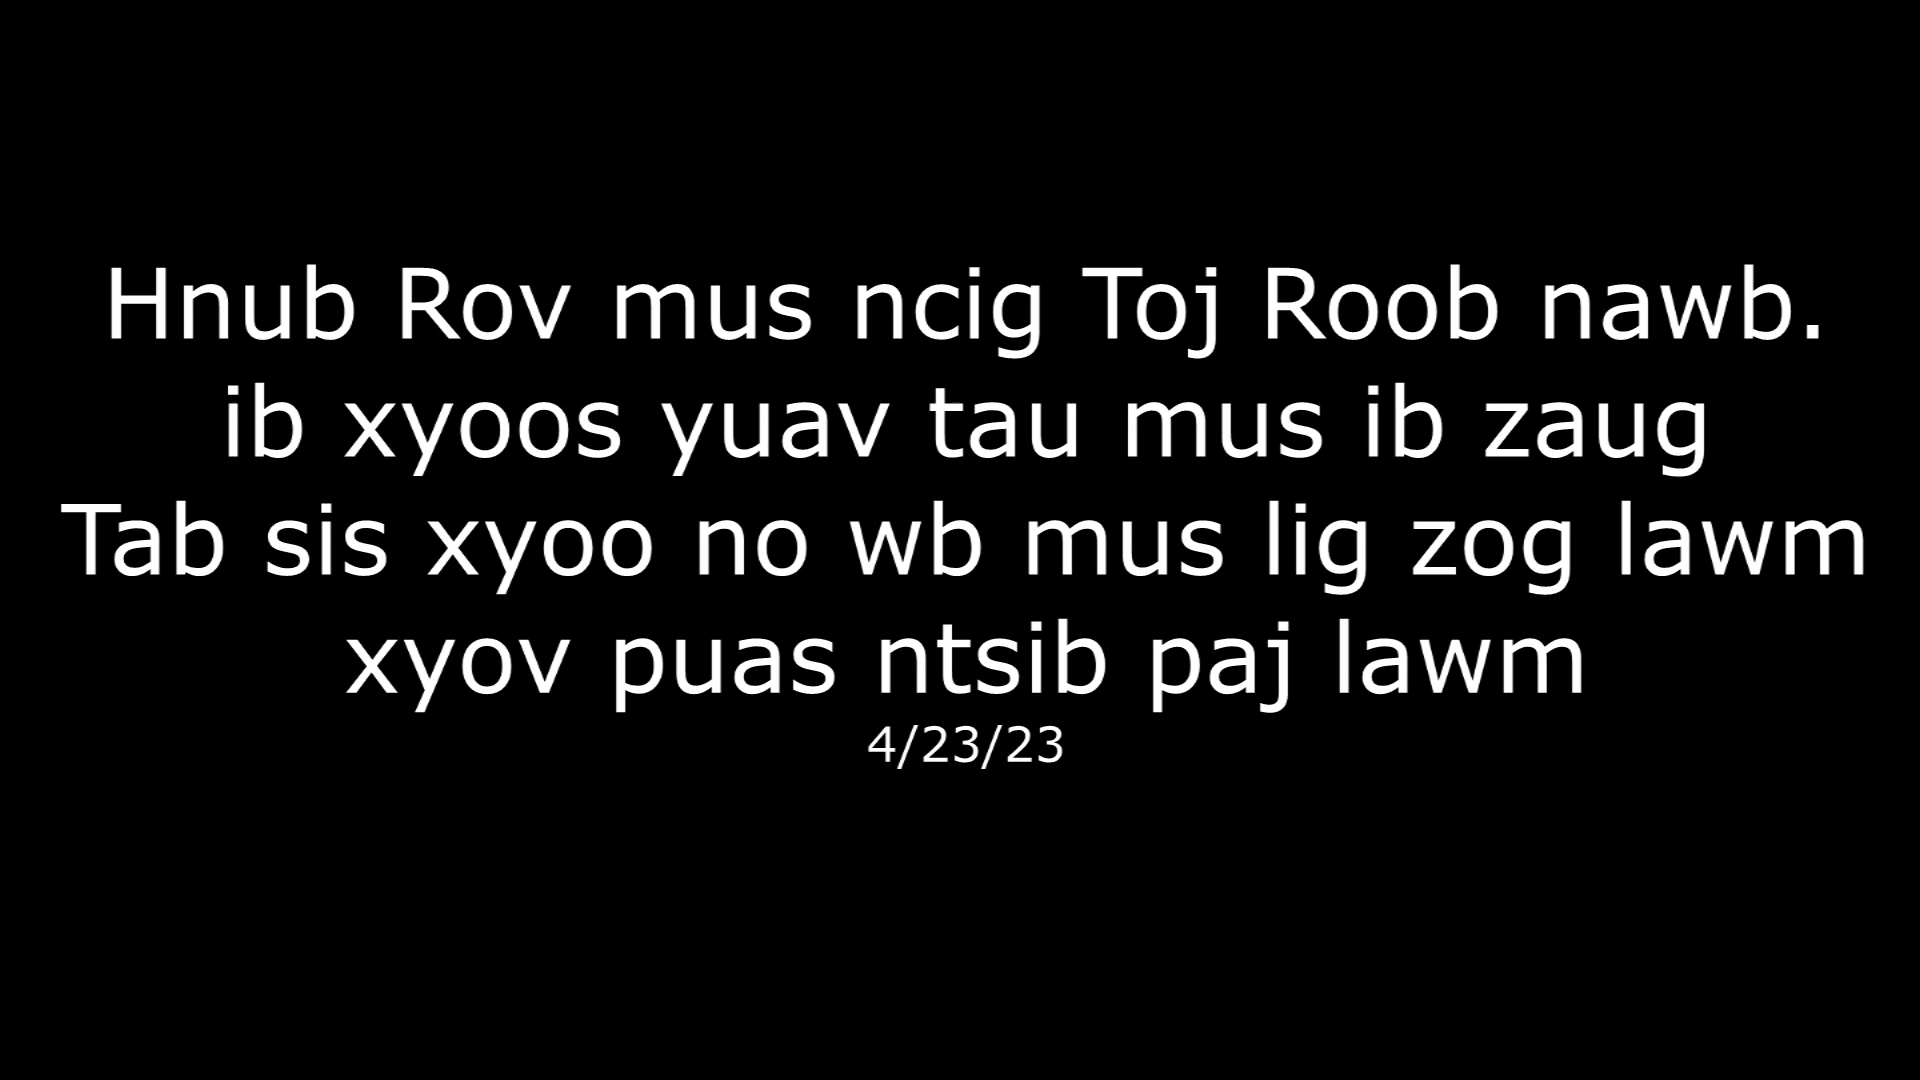 Hnub Rov mus ncig Toj Roob nawb.
ib xyoos yuav tau mus ib zaug
Tab sis xyoo no wb mus lig zog lawm
xyov puas ntsib paj lawm
4/23/23